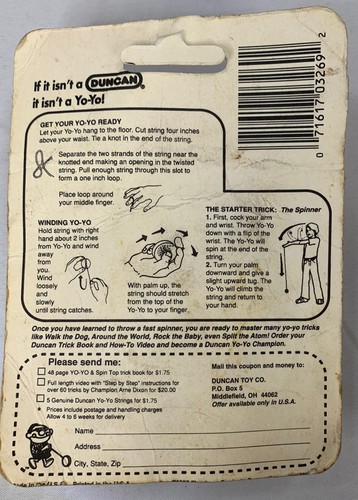 If it isn't a DUNCAN®
it isn't a Yo-Yo!
0 71617 03269 2
GET YOUR YO-YO READY
Let your Yo-Yo hang to the floor. Cut string four inches
above your waist. Tie a knot in the end of the string.
Separate the two strands of the string near the
knotted end making an opening in the twisted
string. Pull enough string through this slot to
form a one inch loop.
Place loop around
your middle finger.
WINDING YO-YO
Hold string with right
hand about 2 inches
from Yo-Yo and wind
away
from
you.
Wind
loosely
and
slowly
until string catches.
With palm up, the
string should stretch
from the top of the
Yo-Yo to your finger.
THE STARTER TRICK: The Spinner
1. First, cock your arm
and wrist. Throw Yo-Yo
down with a flip of the
wrist. The Yo-Yo will
spin at the end of the
string.
2. Turn your palm
downward and give a
slight upward tug. The
Yo-Yo will climb the
string and return to
your hand.
Once you have learned to throw a fast spinner, you are ready to master many yo-yo tricks
like Walk the Dog, Around the World, Rock the Baby, even Split the Atom! Order your
Duncan Trick Book and How-To Video and become a Duncan Yo-Yo Champion.
Please send me:
48 page YO-YO & Spin Top trick book for $1.75
Full length video with "Step by Step" instructions for
over 60 tricks by Champion Arne Dixon for $20.00
5 Genuine Duncan Yo-Yo Strings for $1.75
Prices include postage and handling charges
Allow 4 to 6 weeks for delivery
Mail this coupon and money to:
DUNCAN TOY CO.
P.O. Box 5
Middlefield, OH 44062
Offer available only in U.S.A.
Name
Address
City, State, Zip
Printed in the U.S.A.